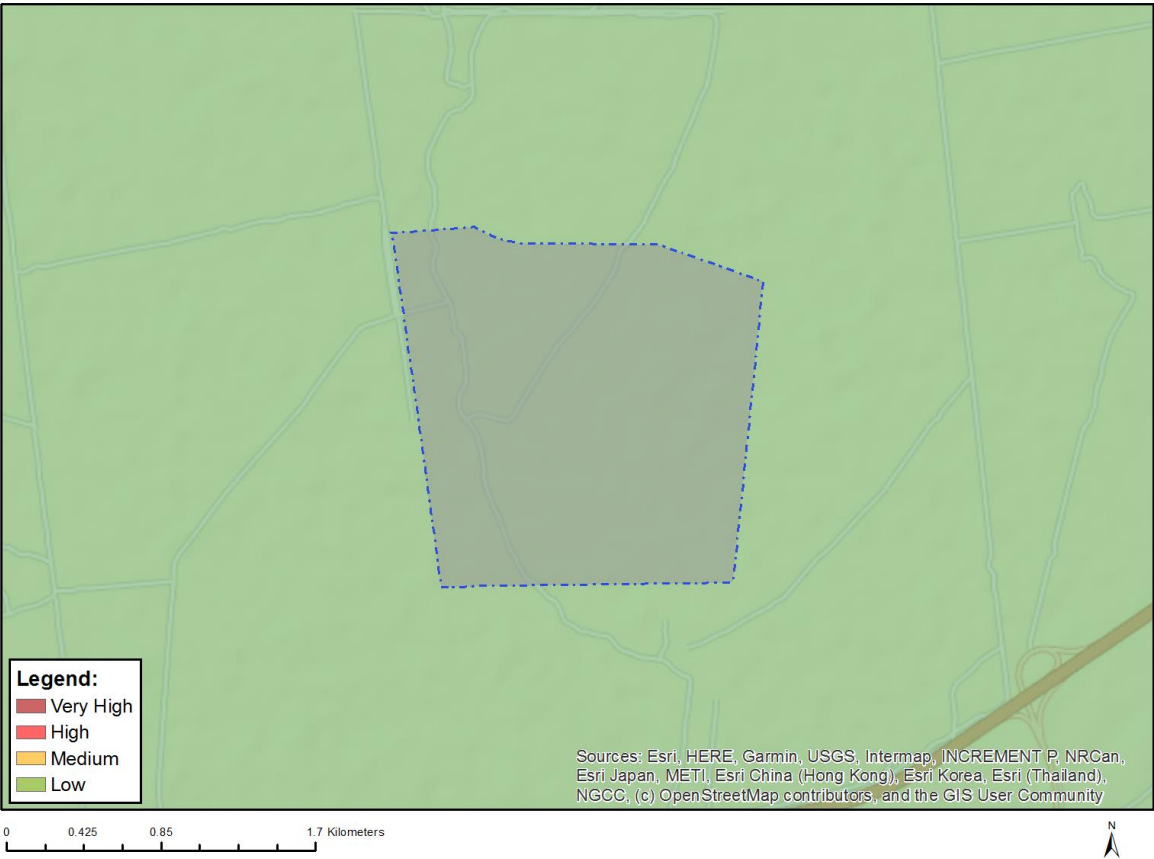 Legend:
Very High
High
Medium
Low
Sources: Esri, HERE, Garmin, USGS, Intermap, INCREMENT P, NRCan,
Esri Japan, METI, Esri China (Hong Kong), Esri Korea, Esri (Thailand),
NGCC, (c) OpenStreetMap contributors, and the GIS User Community
0 0.425 0.85 1.7 Kilometers
N